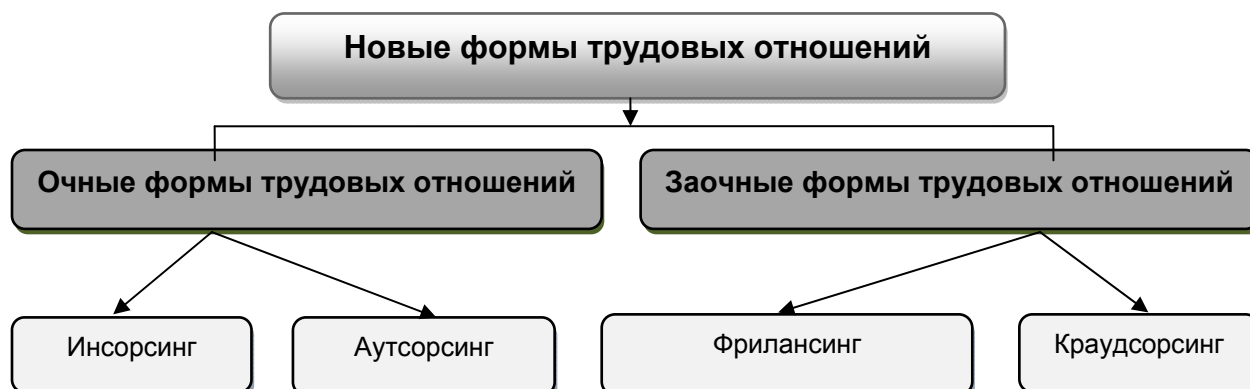 Новые формы трудовых отношений
Очные формы трудовых отношений
Заочные формы трудовых отношений
Инсорсинг
Аутсорсинг
Фрилансинг
Краудсорсинг